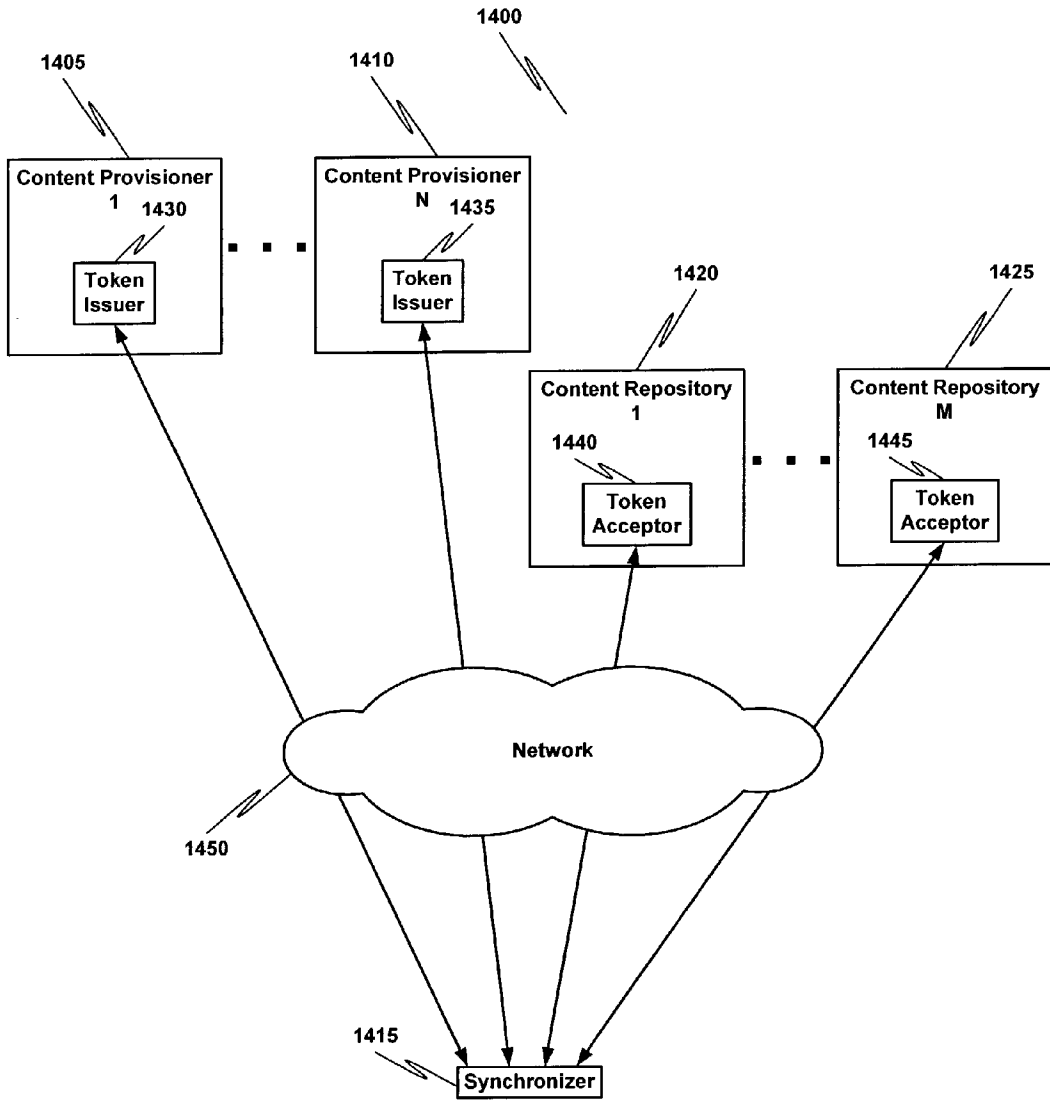 1400
1405
1410
Content Provisioner
1
1430
Token
Issuer
Content Provisioner
N
1435
Token
Issuer
1420
1425
Content Repository
1
1440
Token
Acceptor
Content Repository
M
1445
Token
Acceptor
Network
1450
1415
Synchronizer